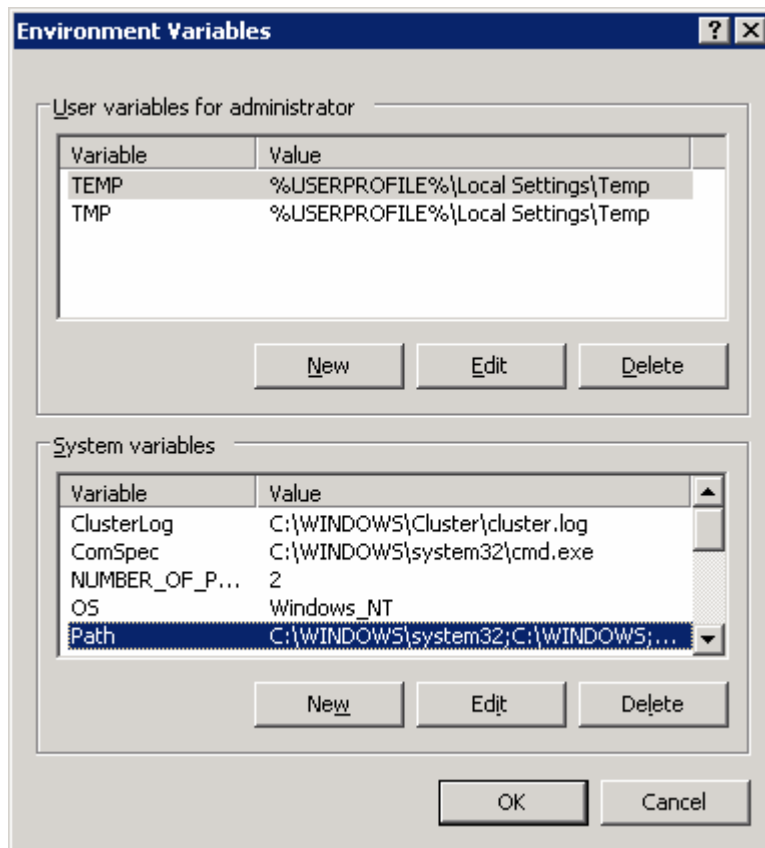 Environment Variables
User variables for administrator
Variable Value
TEMP %USERPROFILE%\Local Settings\Temp
TMP %USERPROFILE%\Local Settings\Temp
New Edit Delete
System variables
Variable Value
ClusterLog C:\WINDOWS\Cluster\cluster.log
ComSpec C:\WINDOWS\system32\cmd.exe
NUMBER_OF_P... 2
OS Windows_NT
Path C:\WINDOWS\system32;C:\WINDOWS;...
New Edit Delete
OK Cancel